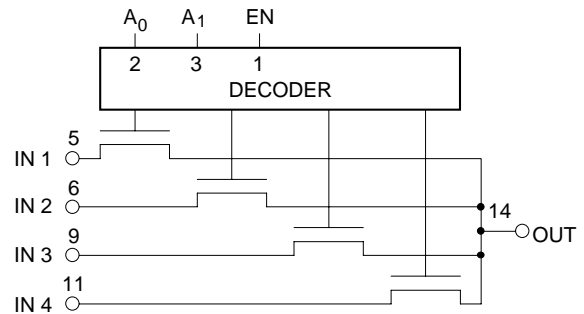 A0 A1 EN
2 3 1
DECODER
5
IN 1
6
IN 2
14
OUT
9
IN 3
11
IN 4